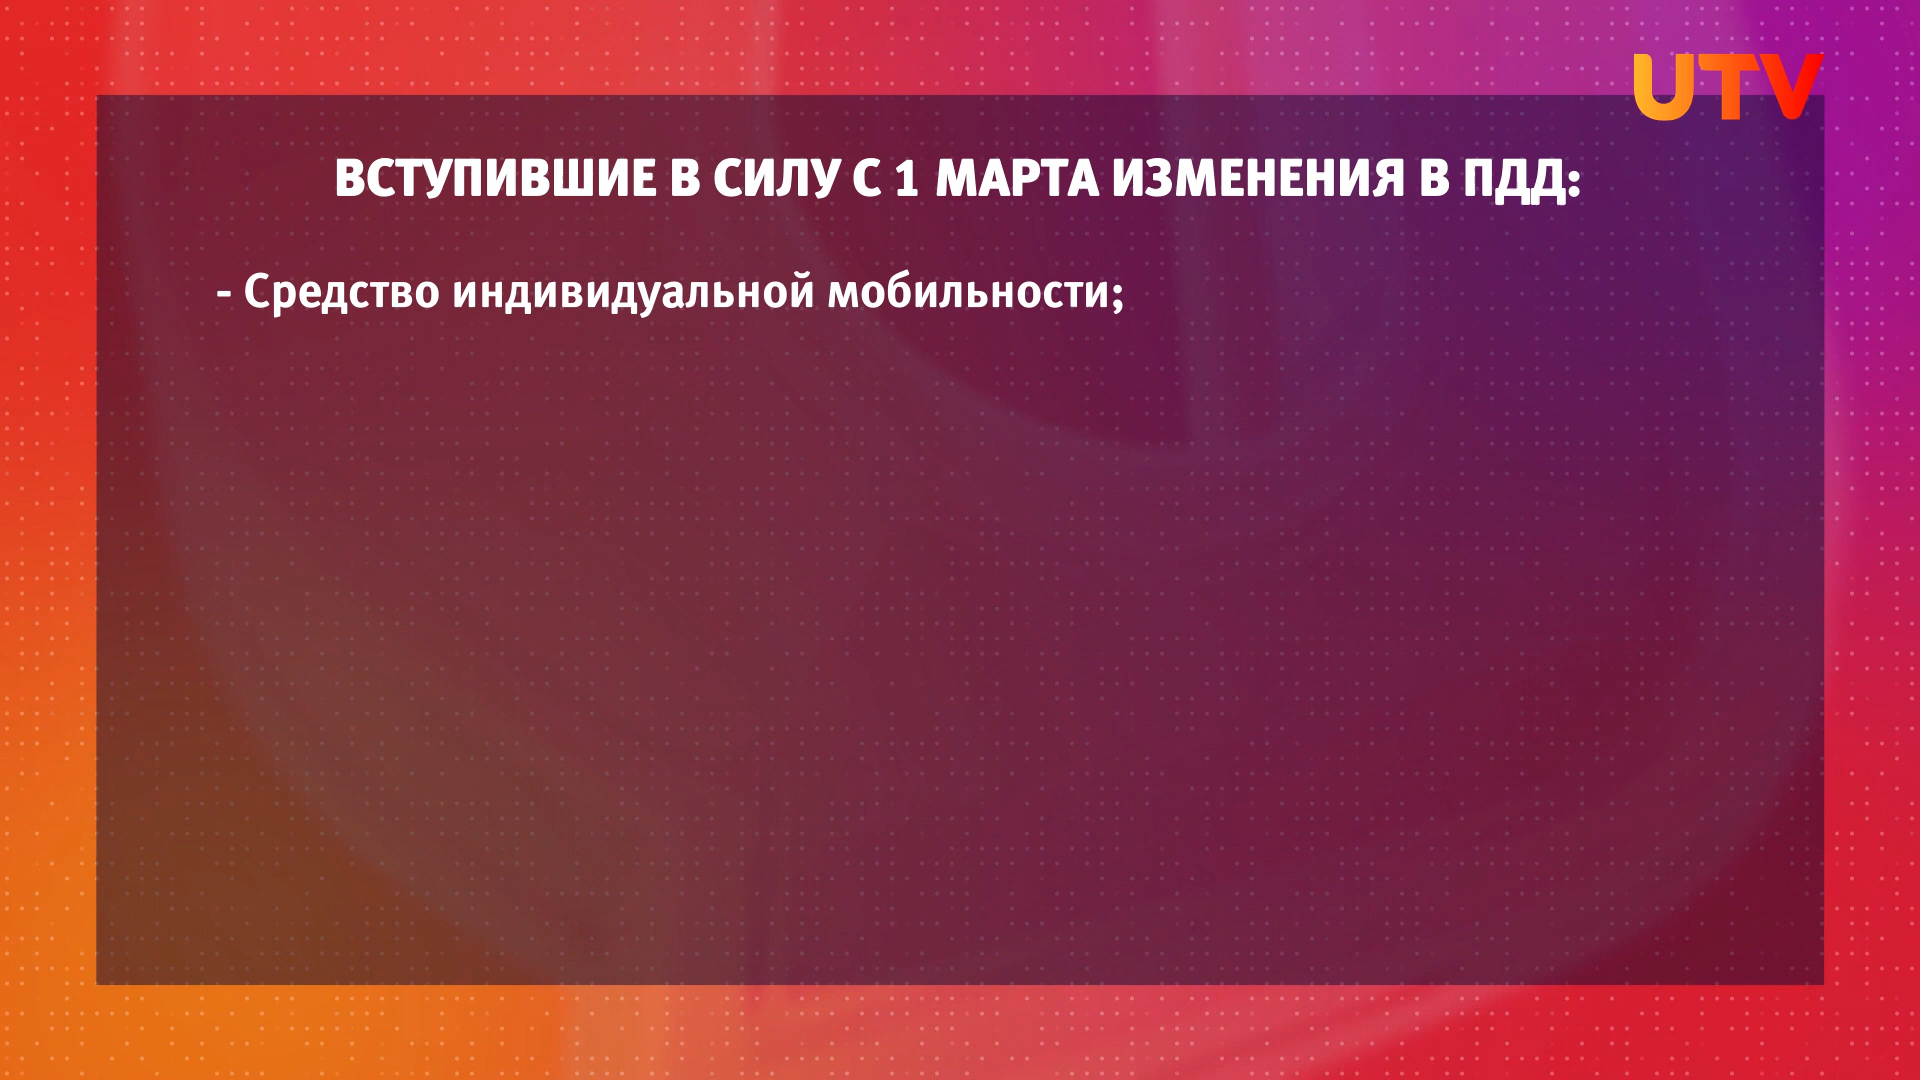 UTV
ВСТУПИВШИЕ В СИЛУ С 1 МАРТА ИЗМЕНЕНИЯ В ПДД:
- Средство индивидуальной мобильности;